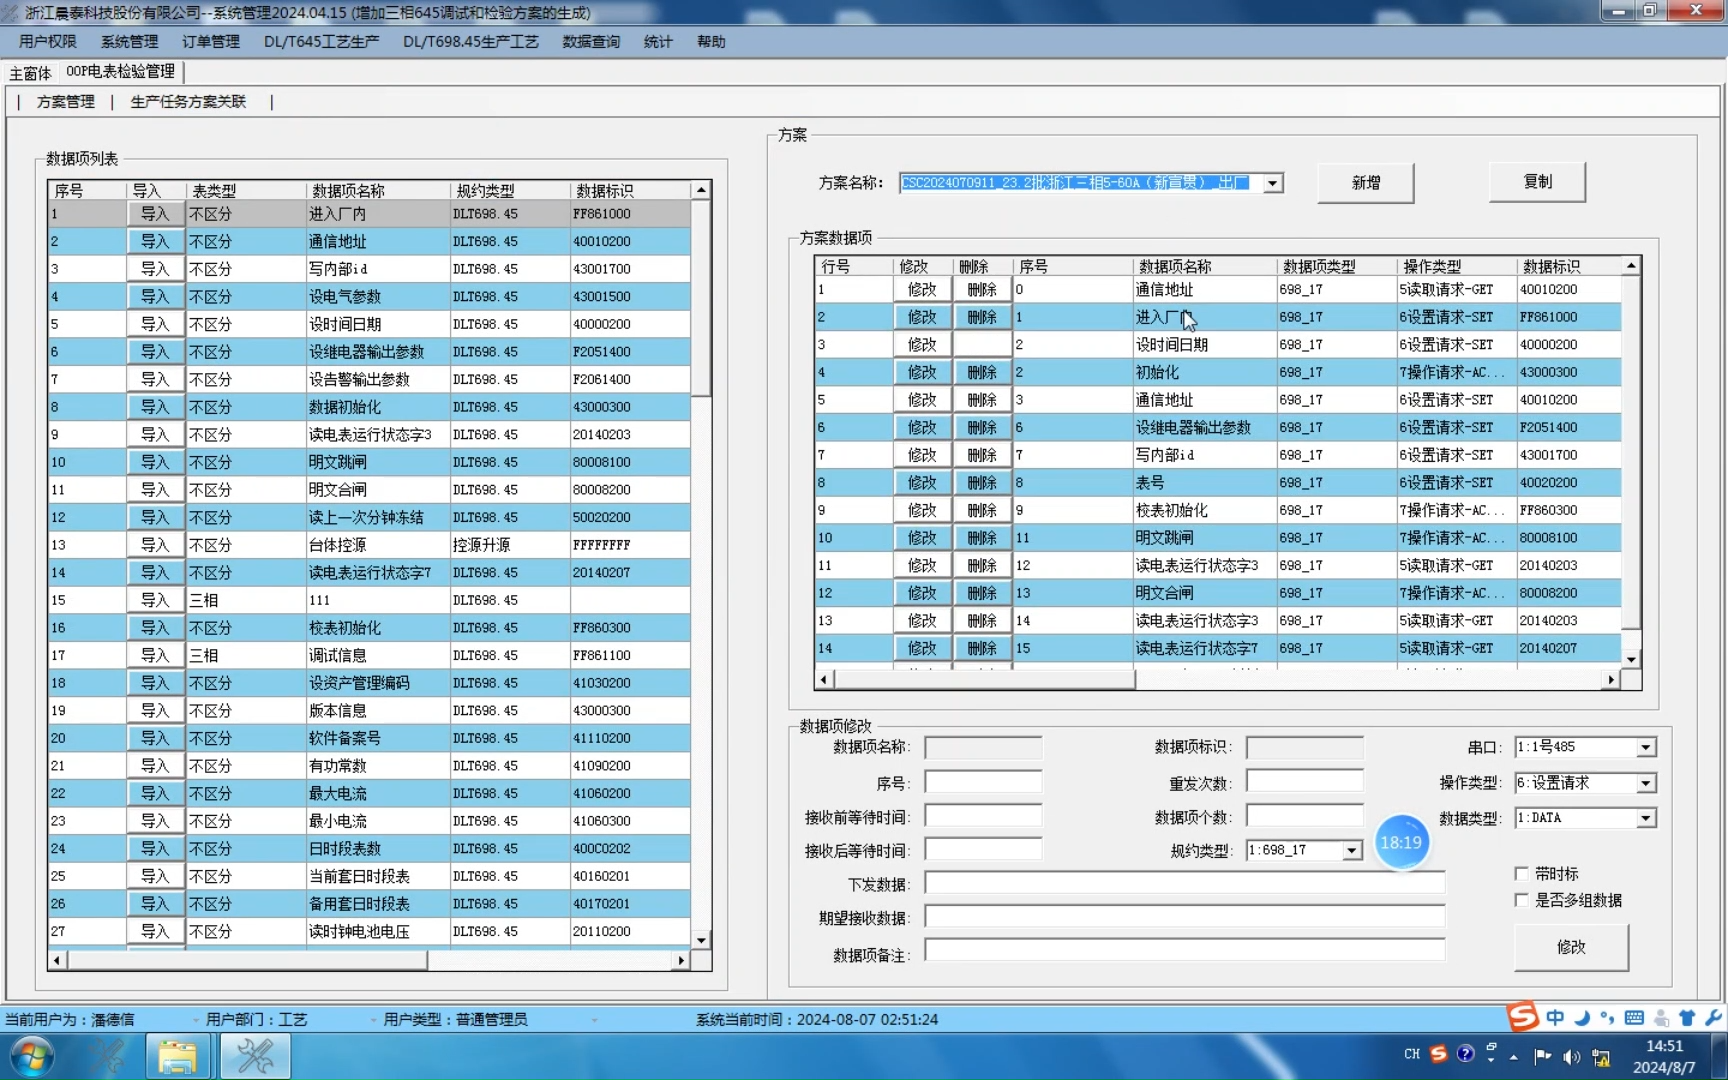 浙江晨泰科技股份有限公司--系统管理2024.04.15 (增加三相645调试和检验方案的生成)
用户权限 系统管理 订单管理 DL/T645工艺生产 DL/T698.45生产工艺 数据查询 统计 帮助
主窗体 OOP电表检验管理
| 方案管理 | 生产任务方案关联 |
数据项列表
序号 导入 表类型 数据项名称 规约类型 数据标识
1 导入 不区分 进入厂内 DLT698.45 FF861000
2 导入 不区分 通信地址 DLT698.45 40010200
3 导入 不区分 写内部id DLT698.45 43001700
4 导入 不区分 设电气参数 DLT698.45 43001500
5 导入 不区分 设时间日期 DLT698.45 40000200
6 导入 不区分 设继电器输出参数 DLT698.45 F2051400
7 导入 不区分 设告警输出参数 DLT698.45 F2061400
8 导入 不区分 数据初始化 DLT698.45 43000300
9 导入 不区分 读电表运行状态字3 DLT698.45 20140203
10 导入 不区分 明文跳闸 DLT698.45 80008100
11 导入 不区分 明文合闸 DLT698.45 80008200
12 导入 不区分 读上一次分钟冻结 DLT698.45 50020200
13 导入 不区分 台体控源 控源升源 FFFFFFFF
14 导入 不区分 读电表运行状态字7 DLT698.45 20140207
15 导入 三相 111 DLT698.45
16 导入 不区分 校表初始化 DLT698.45 FF860300
17 导入 三相 调试信息 DLT698.45 FF861100
18 导入 不区分 设资产管理编码 DLT698.45 41030200
19 导入 不区分 版本信息 DLT698.45 43000300
20 导入 不区分 软件备案号 DLT698.45 41110200
21 导入 不区分 有功常数 DLT698.45 41090200
22 导入 不区分 最大电流 DLT698.45 41060200
23 导入 不区分 最小电流 DLT698.45 41060300
24 导入 不区分 日时段表数 DLT698.45 400C0202
25 导入 不区分 当前套日时段表 DLT698.45 40160201
26 导入 不区分 备用套日时段表 DLT698.45 40170201
27 导入 不区分 读时钟电池电压 DLT698.45 20110200
方案
方案名称: CSC2024070911_23.2批浙江三相5-60A（新宣贯）_出厂 新增 复制
方案数据项
行号 修改 删除 序号 数据项名称 数据项类型 操作类型 数据标识
1 修改 删除 0 通信地址 698_17 5读取请求-GET 40010200
2 修改 删除 1 进入厂内 698_17 6设置请求-SET FF861000
3 修改 2 设时间日期 698_17 6设置请求-SET 40000200
4 修改 删除 2 初始化 698_17 7操作请求-AC... 43000300
5 修改 删除 3 通信地址 698_17 6设置请求-SET 40010200
6 修改 删除 6 设继电器输出参数 698_17 6设置请求-SET F2051400
7 修改 删除 7 写内部id 698_17 6设置请求-SET 43001700
8 修改 删除 8 表号 698_17 6设置请求-SET 40020200
9 修改 删除 9 校表初始化 698_17 7操作请求-AC... FF860300
10 修改 删除 11 明文跳闸 698_17 7操作请求-AC... 80008100
11 修改 删除 12 读电表运行状态字3 698_17 5读取请求-GET 20140203
12 修改 删除 13 明文合闸 698_17 7操作请求-AC... 80008200
13 修改 删除 14 读电表运行状态字3 698_17 5读取请求-GET 20140203
14 修改 删除 15 读电表运行状态字7 698_17 5读取请求-GET 20140207
数据项修改
数据项名称: 数据项标识: 串口: 1:1号485
序号: 重发次数: 操作类型: 6:设置请求
接收前等待时间: 数据项个数: 数据类型: 1:DATA
接收后等待时间: 规约类型: 1:698_17 18:19
下发数据: 带时标
期望接收数据: 是否多组数据
数据项备注: 修改
当前用户为：潘德信 - 用户部门：工艺 - 用户类型：普通管理员 - 系统当前时间：2024-08-07 02:51:24
中
CH 14:51
2024/8/7